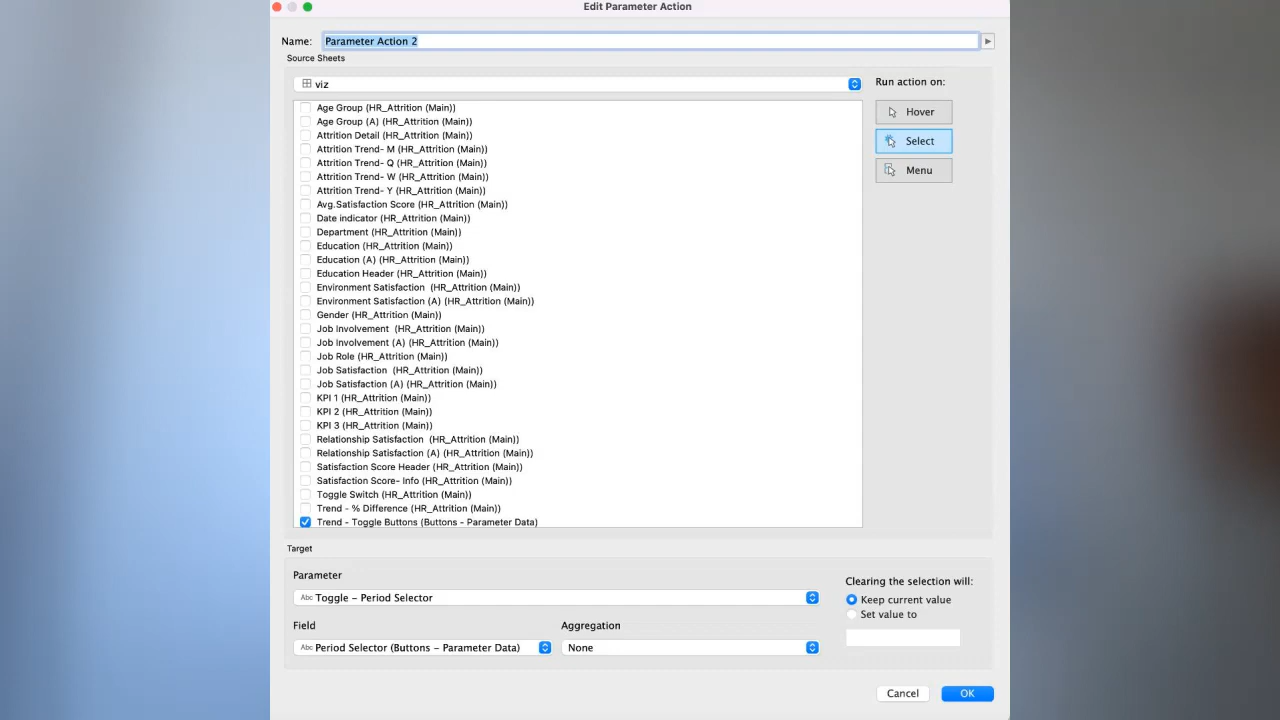 Edit Parameter Action
Name: Parameter Action 2
Source Sheets
viz
Run action on:
Age Group (HR_Attrition (Main))
Hover
Age Group (A) (HR_Attrition (Main))
Attrition Detail (HR_Attrition (Main))
Select
Attrition Trend- M (HR_Attrition (Main))
Attrition Trend- Q (HR_Attrition (Main))
Menu
Attrition Trend- W (HR_Attrition (Main))
Attrition Trend- Y (HR_Attrition (Main))
Avg.Satisfaction Score (HR_Attrition (Main))
Date indicator (HR_Attrition (Main))
Department (HR_Attrition (Main))
Education (HR_Attrition (Main))
Education (A) (HR_Attrition (Main))
Education Header (HR_Attrition (Main))
Environment Satisfaction  (HR_Attrition (Main))
Environment Satisfaction (A) (HR_Attrition (Main))
Gender (HR_Attrition (Main))
Job Involvement  (HR_Attrition (Main))
Job Involvement (A) (HR_Attrition (Main))
Job Role (HR_Attrition (Main))
Job Satisfaction  (HR_Attrition (Main))
Job Satisfaction (A) (HR_Attrition (Main))
KPI 1 (HR_Attrition (Main))
KPI 2 (HR_Attrition (Main))
KPI 3 (HR_Attrition (Main))
Relationship Satisfaction  (HR_Attrition (Main))
Relationship Satisfaction (A) (HR_Attrition (Main))
Satisfaction Score Header (HR_Attrition (Main))
Satisfaction Score- Info (HR_Attrition (Main))
Toggle Switch (HR_Attrition (Main))
Trend - % Difference (HR_Attrition (Main))
Trend - Toggle Buttons (Buttons - Parameter Data)
Target
Parameter
Abc Toggle – Period Selector
Clearing the selection will:
Keep current value
Set value to
Field
Aggregation
Abc Period Selector (Buttons – Parameter Data)
None
Cancel
OK